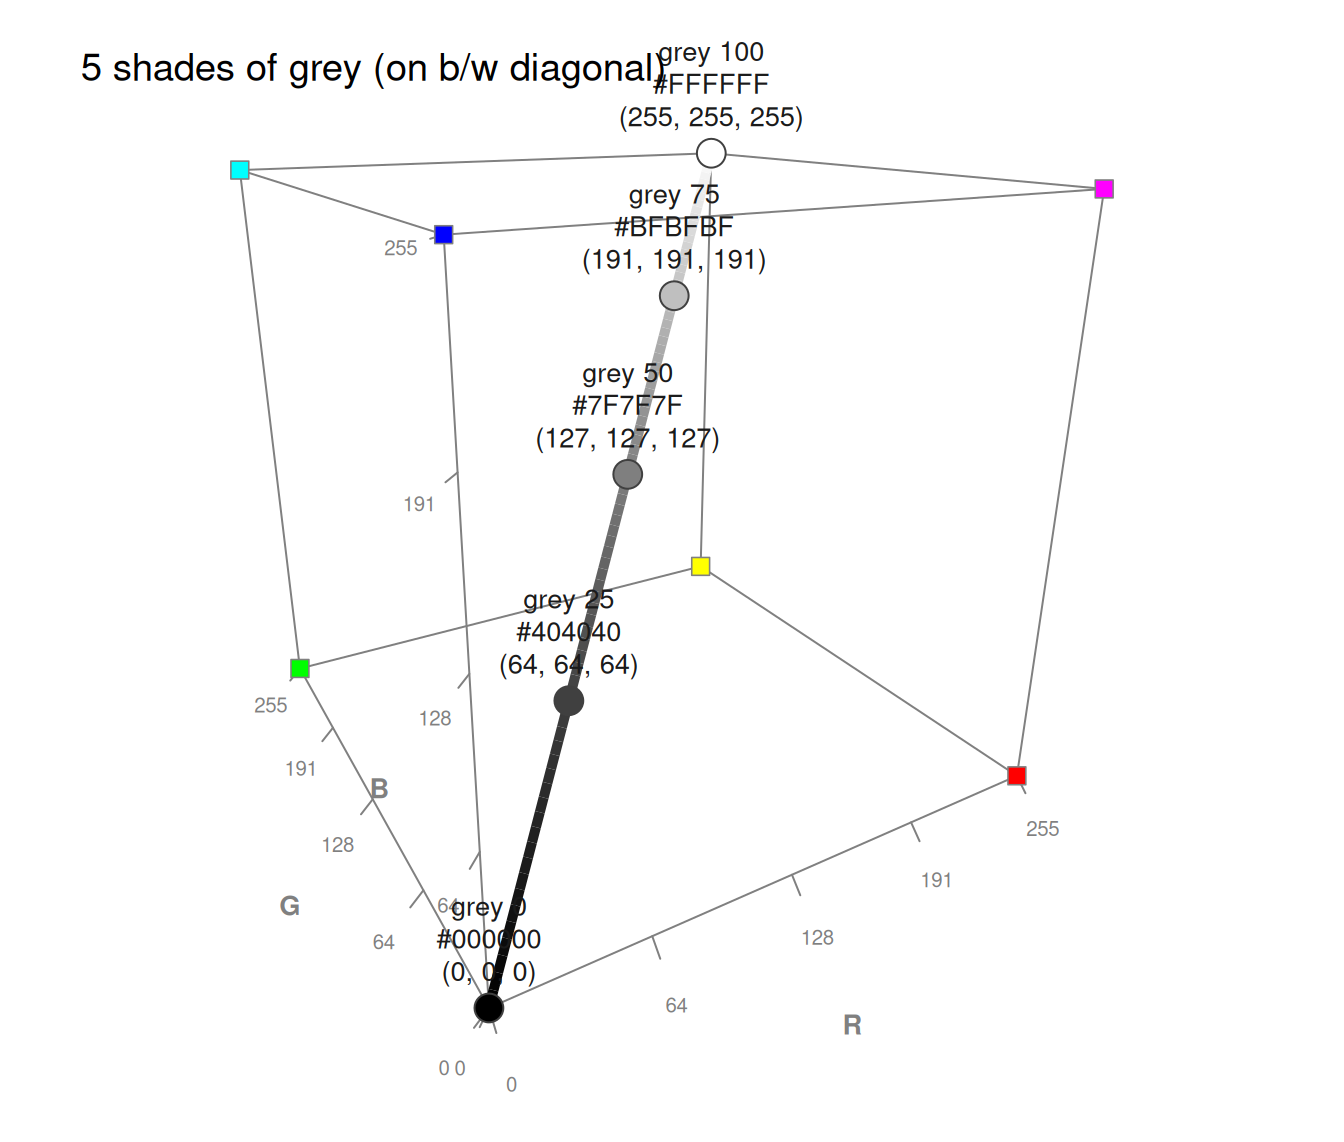 5 shades of grey (on b/w diagonal)
grey 100
#FFFFFF
(255, 255, 255)
grey 75
#BFBFBF
(191, 191, 191)
255
grey 50
#7F7F7F
(127, 127, 127)
191
grey 25
#404040
(64, 64, 64)
255
128
191
B
255
128
191
G
64
grey 0
#000000
(0, 0, 0)
64
128
64
R
0 0
0